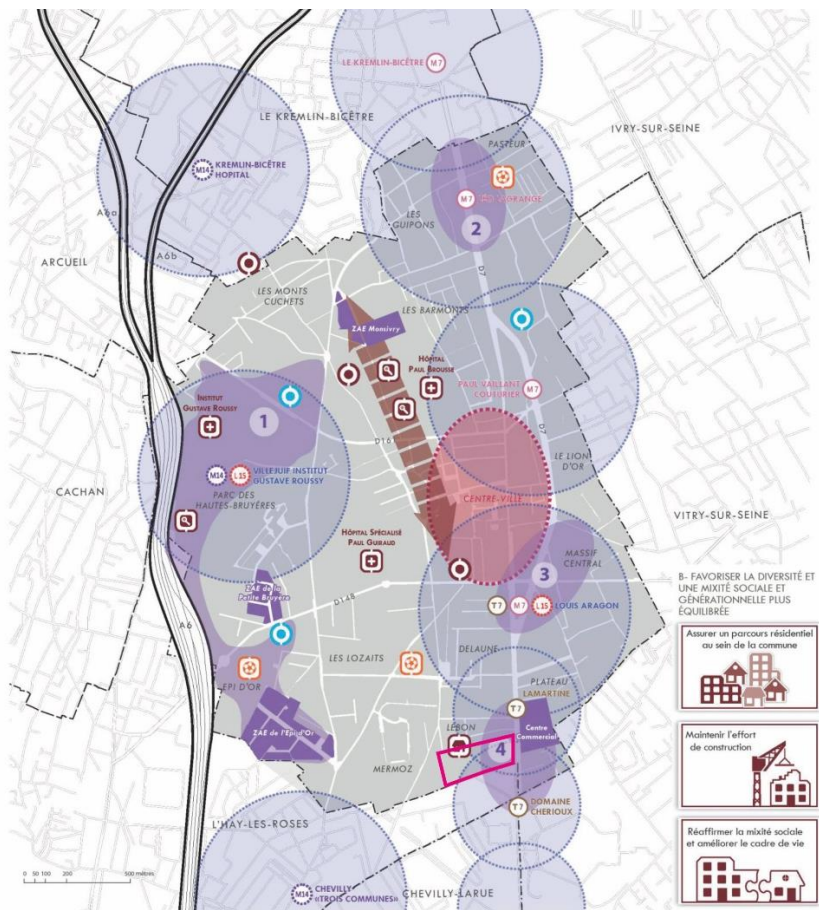 M7
LE KREMLIN-BICÊTRE
LE KREMLIN-BICÊTRE
IVRY-SUR-SEINE
PASTEUR
M14
KREMLIN-BICÊTRE
HOPITAL
M7
LES
GUIPONS
2
A6a
A6b
D7
ARCUEIL
LES MONTS
CUCHETS
LES BARMONTS
ZAE Monsivry
HÔPITAL
PAUL BROUSSE
PAUL VAILLANT
COUTURIER
M7
INSTITUT
GUSTAVE ROUSSY
1
D7
LE LION
D'OR
M14
L15
VILLEJUIF INSTITUT
GUSTAVE ROUSSY
PARC DES
HAUTES-BRUYÈRES
CACHAN
CENTRE-VILLE
VITRY-SUR-SEINE
HÔPITAL SPÉCIALISÉ
PAUL GUIRAUD
MASSIF
CENTRAL
3
ZAE de la
Petite Bruyère
D148
T7
M7
L15
LOUIS ARAGON
A6
DELAUNE
LES LOZAITS
EPI D'OR
PLATEAU
LAMARTINE
T7
LEBON
Centre
Commercial
ZAE de l'Epi d'Or
4
MERMOZ
T7
DOMAINE
CHERIOUX
L'HAY-LES-ROSES
M14
CHEVILLY
«TROIS COMMUNES»
CHEVILLY-LARUE
0 50 100 200 500 mètres
B- FAVORISER LA DIVERSITÉ ET
UNE MIXITÉ SOCIALE ET
GÉNÉRATIONNELLE PLUS
ÉQUILIBRÉE
Assurer un parcours résidentiel
au sein de la commune
Maintenir l'effort
de construction
Réaffirmer la mixité sociale
et améliorer le cadre de vie